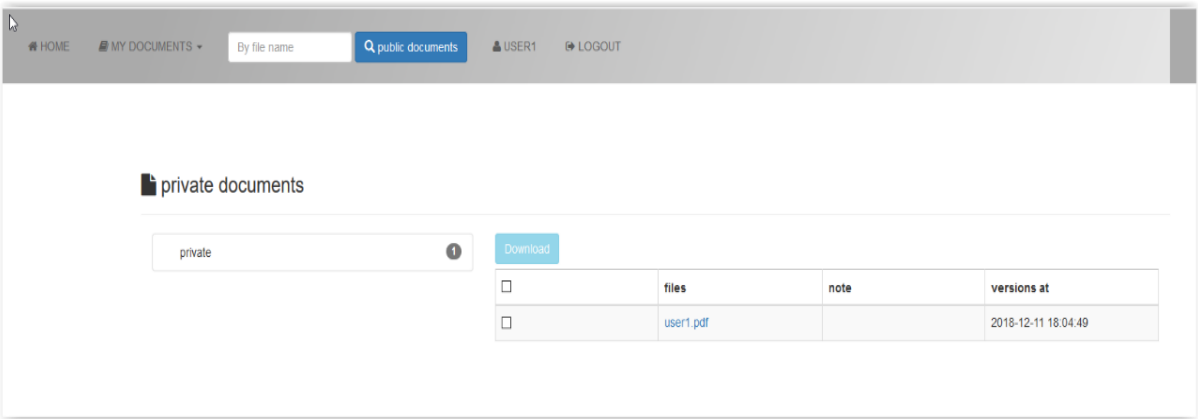 HOME MY DOCUMENTS By file name public documents USER1 LOGOUT
private documents
private 1
Download
files note versions at
user1.pdf 2018-12-11 18:04:49